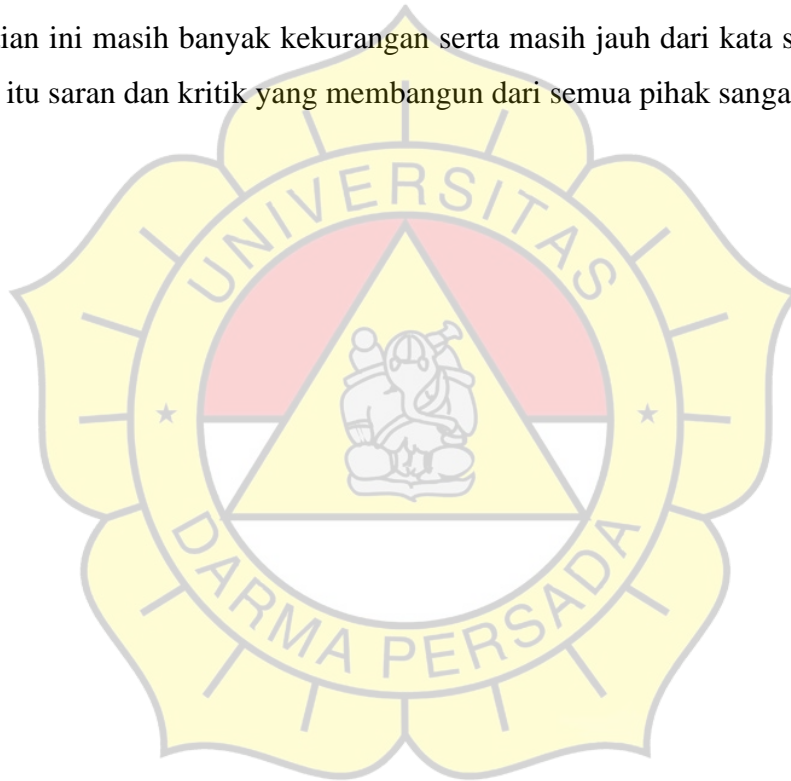 ian ini masih banyak kekurangan serta masih jauh dari kata s
itu saran dan kritik yang membangun dari semua pihak sanga
UNIVERSITAS
DARMA PERSADA